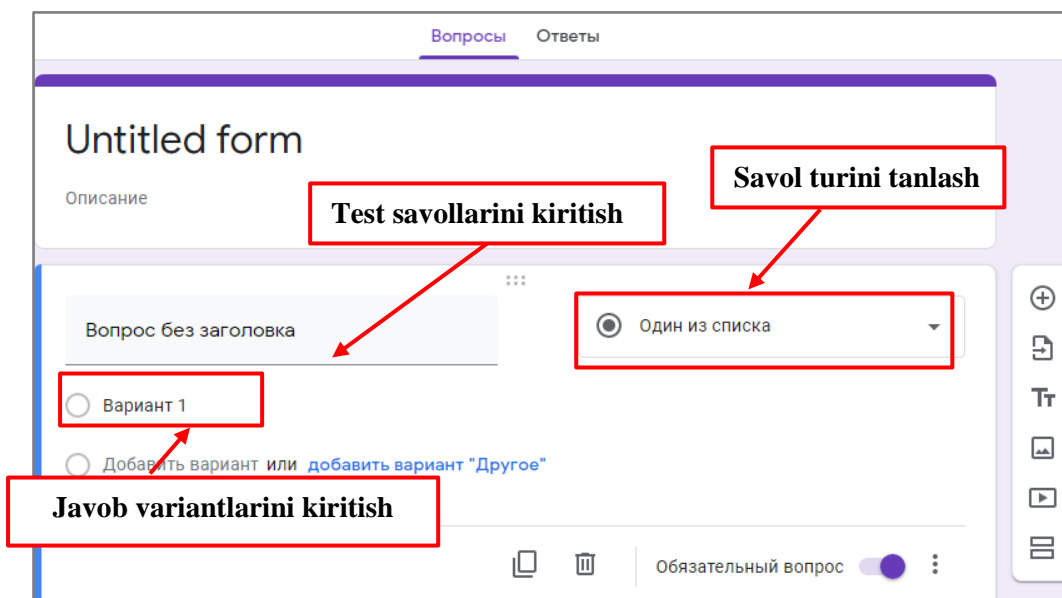 Вопросы Ответы
Untitled form
Описание
Savol turini tanlash
Test savollarini kiritish
Вопрос без заголовка
Один из списка
Вариант 1
Добавить вариант или добавить вариант "Другое"
Javob variantlarini kiritish
Обязательный вопрос
Тт